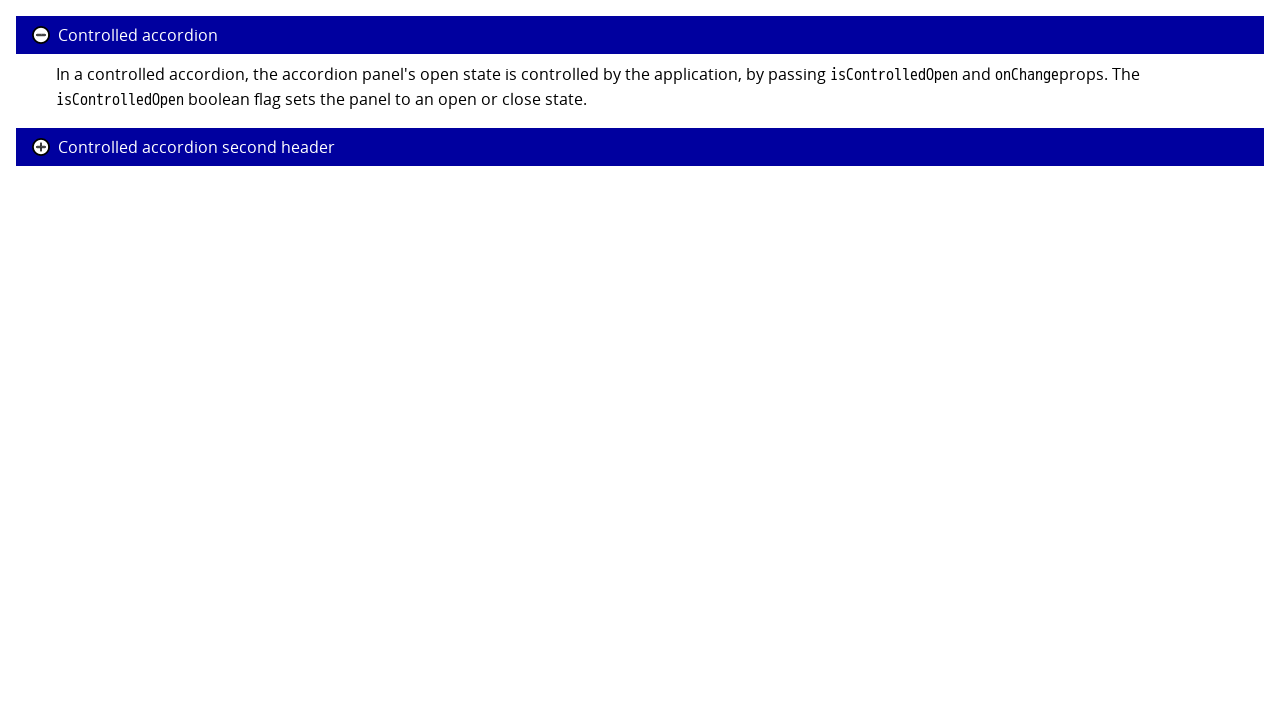 Controlled accordion
In a controlled accordion, the accordion panel's open state is controlled by the application, by passing isControlledOpen and onChangeprops. The
isControlledOpen boolean flag sets the panel to an open or close state.
Controlled accordion second header